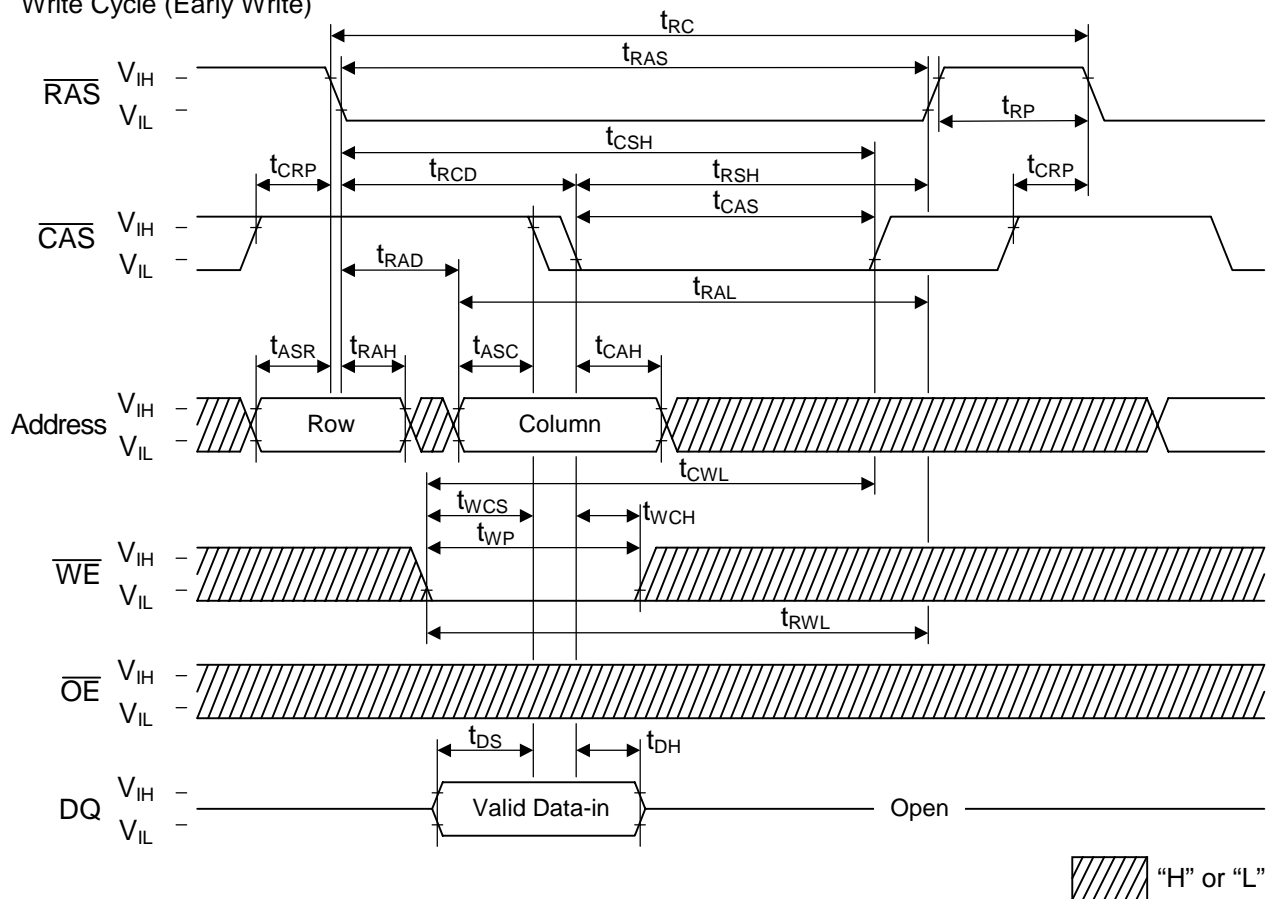 Write Cycle (Early Write)
tRC
tRAS
RAS VIH
VIL
tRP
tCSH
tCRP tRCD tRSH tCRP
tCAS
CAS VIH
VIL
tRAD
tRAL
tASR tRAH tASC tCAH
Address VIH
VIL
Row Column
tCWL
tWCS tWCH
tWP
WE VIH
VIL
tRWL
OE VIH
VIL
tDS tDH
DQ VIH
VIL
Valid Data-in Open
“H” or “L”